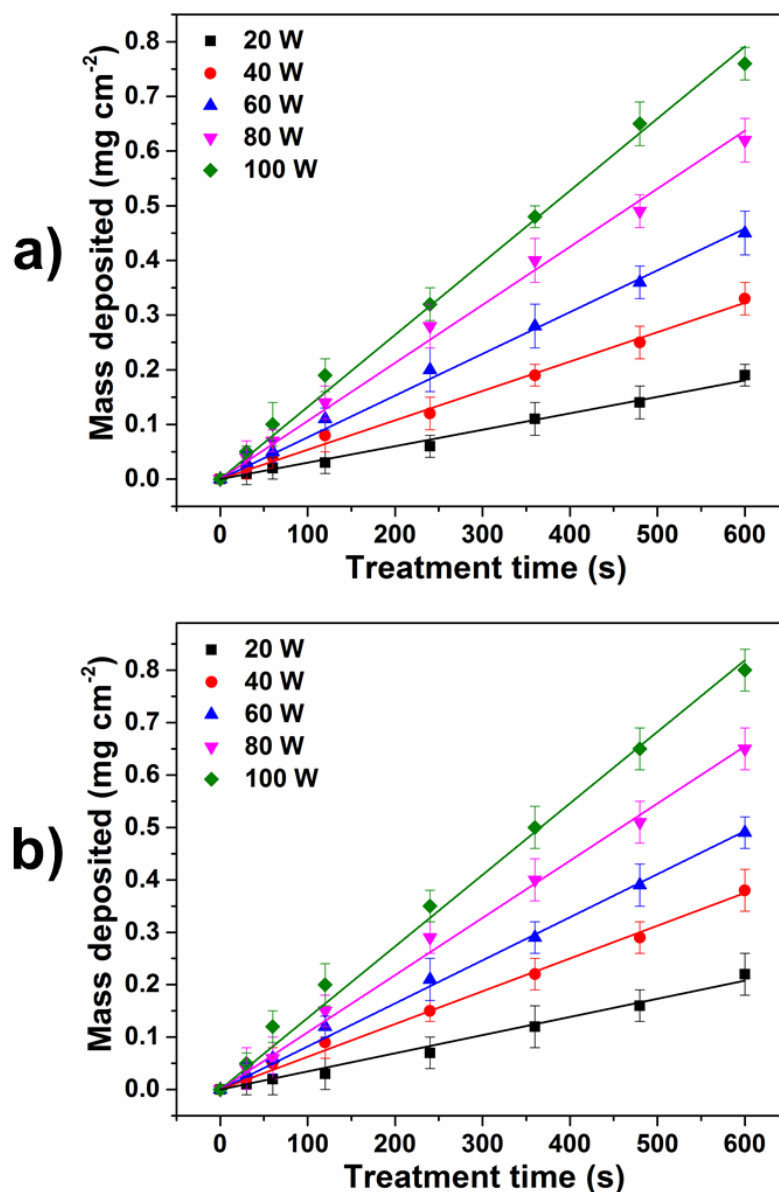 a)
Mass deposited (mg cm⁻²)
0.8
0.7
0.6
0.5
0.4
0.3
0.2
0.1
0.0
20 W
40 W
60 W
80 W
100 W
0 100 200 300 400 500 600
Treatment time (s)
b)
Mass deposited (mg cm⁻²)
0.8
0.7
0.6
0.5
0.4
0.3
0.2
0.1
0.0
20 W
40 W
60 W
80 W
100 W
0 100 200 300 400 500 600
Treatment time (s)